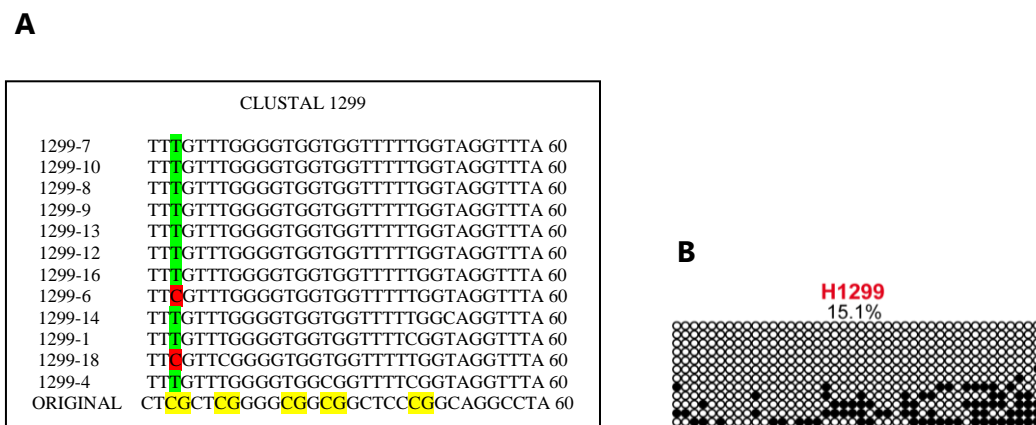 A
CLUSTAL 1299
1299-7 TTTGTTTGGGGTGGTGGTTTTTGGTAGGTTTA 60
1299-10 TTTGTTTGGGGTGGTGGTTTTTGGTAGGTTTA 60
1299-8 TTTGTTTGGGGTGGTGGTTTTTGGTAGGTTTA 60
1299-9 TTTGTTTGGGGTGGTGGTTTTTGGTAGGTTTA 60
1299-13 TTTGTTTGGGGTGGTGGTTTTTGGTAGGTTTA 60
1299-12 TTTGTTTGGGGTGGTGGTTTTTGGTAGGTTTA 60
1299-16 TTTGTTTGGGGTGGTGGTTTTTGGTAGGTTTA 60
1299-6 TTCGTTTGGGGTGGTGGTTTTTGGTAGGTTTA 60
1299-14 TTTGTTTGGGGTGGTGGTTTTTGGCAGGTTTA 60
1299-1 TTTGTTTGGGGTGGTGGTTTTCGGTAGGTTTA 60
1299-18 TTCGTTCGGGGTGGTGGTTTTTGGTAGGTTTA 60
1299-4 TTTGTTTGGGGTGGCGGTTTTCGGTAGGTTTA 60
ORIGINAL CTCGCTCGGGGCGGCGGCTCCCGGCAGGCCTA 60
B
H1299
15.1%